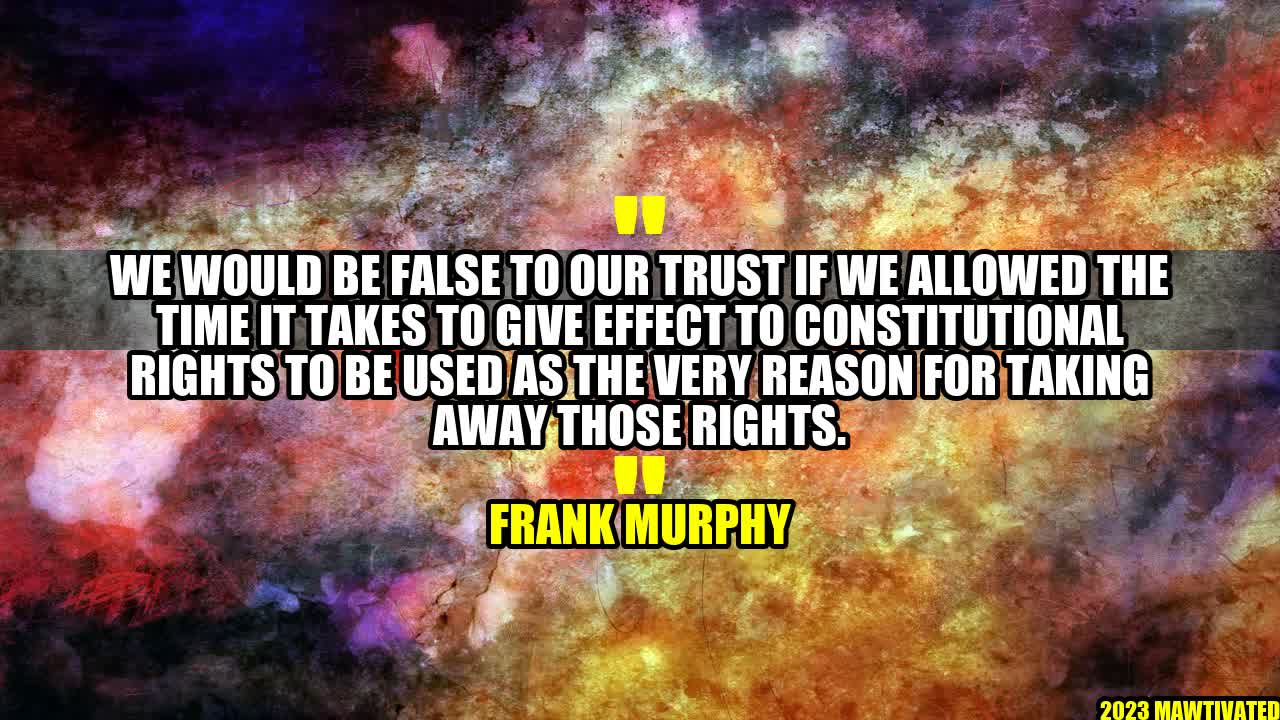 "
WE WOULD BE FALSE TO OUR TRUST IF WE ALLOWED THE
TIME IT TAKES TO GIVE EFFECT TO CONSTITUTIONAL
RIGHTS TO BE USED AS THE VERY REASON FOR TAKING
AWAY THOSE RIGHTS.
"
FRANK MURPHY
2023 MAWTIVATED